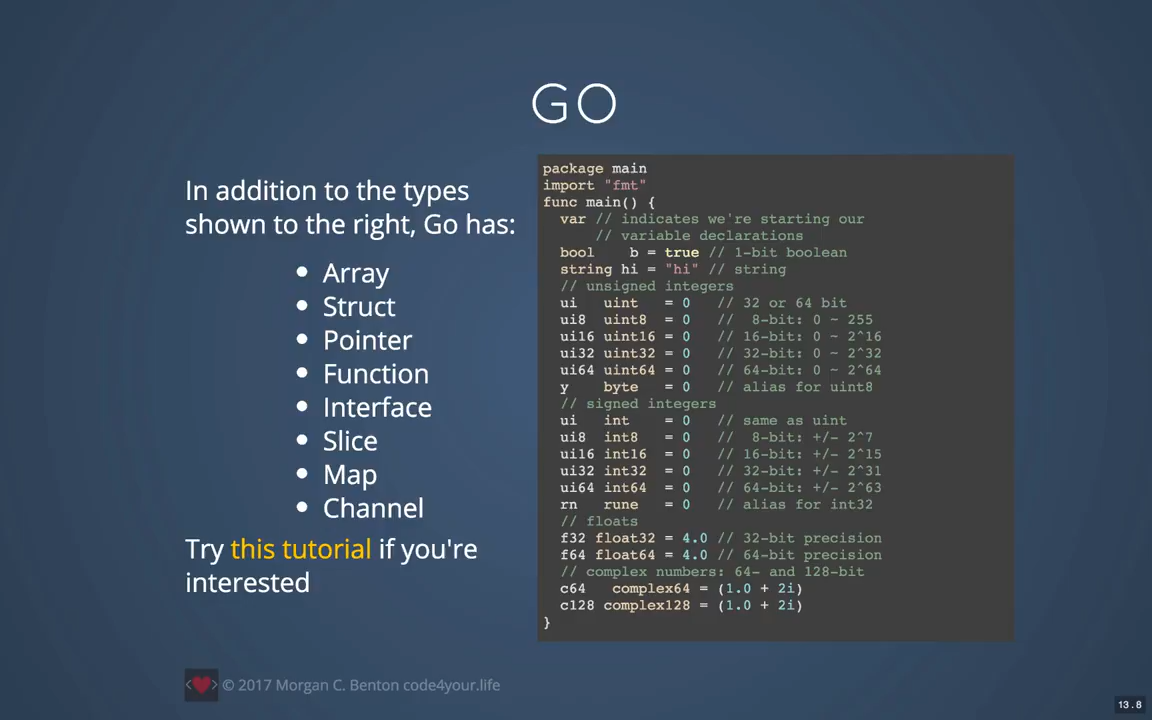 GO
In addition to the types
shown to the right, Go has:
• Array
• Struct
• Pointer
• Function
• Interface
• Slice
• Map
• Channel
Try this tutorial if you're
interested
package main
import "fmt"
func main() {
  var // indicates we're starting our
      // variable declarations
  bool    b = true // 1-bit boolean
  string hi = "hi" // string
  // unsigned integers
  ui   uint   = 0   // 32 or 64 bit
  ui8  uint8  = 0   //  8-bit: 0 ~ 255
  ui16 uint16 = 0   // 16-bit: 0 ~ 2^16
  ui32 uint32 = 0   // 32-bit: 0 ~ 2^32
  ui64 uint64 = 0   // 64-bit: 0 ~ 2^64
  y    byte   = 0   // alias for uint8
  // signed integers
  ui   int    = 0   // same as uint
  ui8  int8   = 0   //  8-bit: +/- 2^7
  ui16 int16  = 0   // 16-bit: +/- 2^15
  ui32 int32  = 0   // 32-bit: +/- 2^31
  ui64 int64  = 0   // 64-bit: +/- 2^63
  rn   rune   = 0   // alias for int32
  // floats
  f32 float32 = 4.0 // 32-bit precision
  f64 float64 = 4.0 // 64-bit precision
  // complex numbers: 64- and 128-bit
  c64   complex64 = (1.0 + 2i)
  c128 complex128 = (1.0 + 2i)
}
<> © 2017 Morgan C. Benton code4your.life
13.8